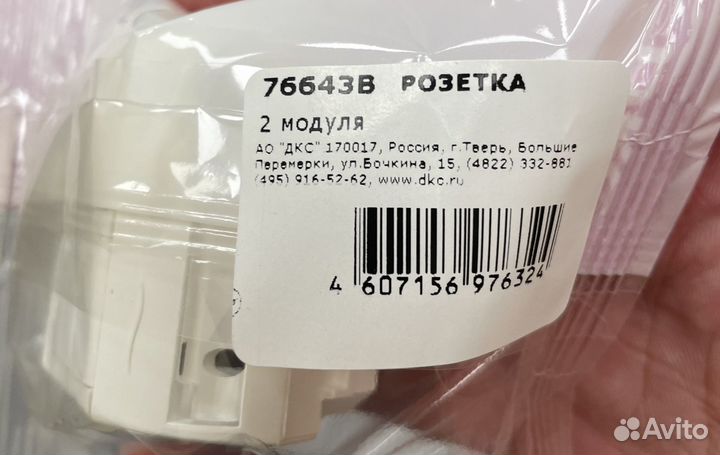 76643B РОЗЕТКА
2 МОДУЛЯ
АО "ДКС" 170017, Россия, г.Тверь, Большие
Перемерки, ул.Бочкина, 15, (4822) 332-881
(495) 916-52-62, www.dkc.ru
4 607156 976324
Avito